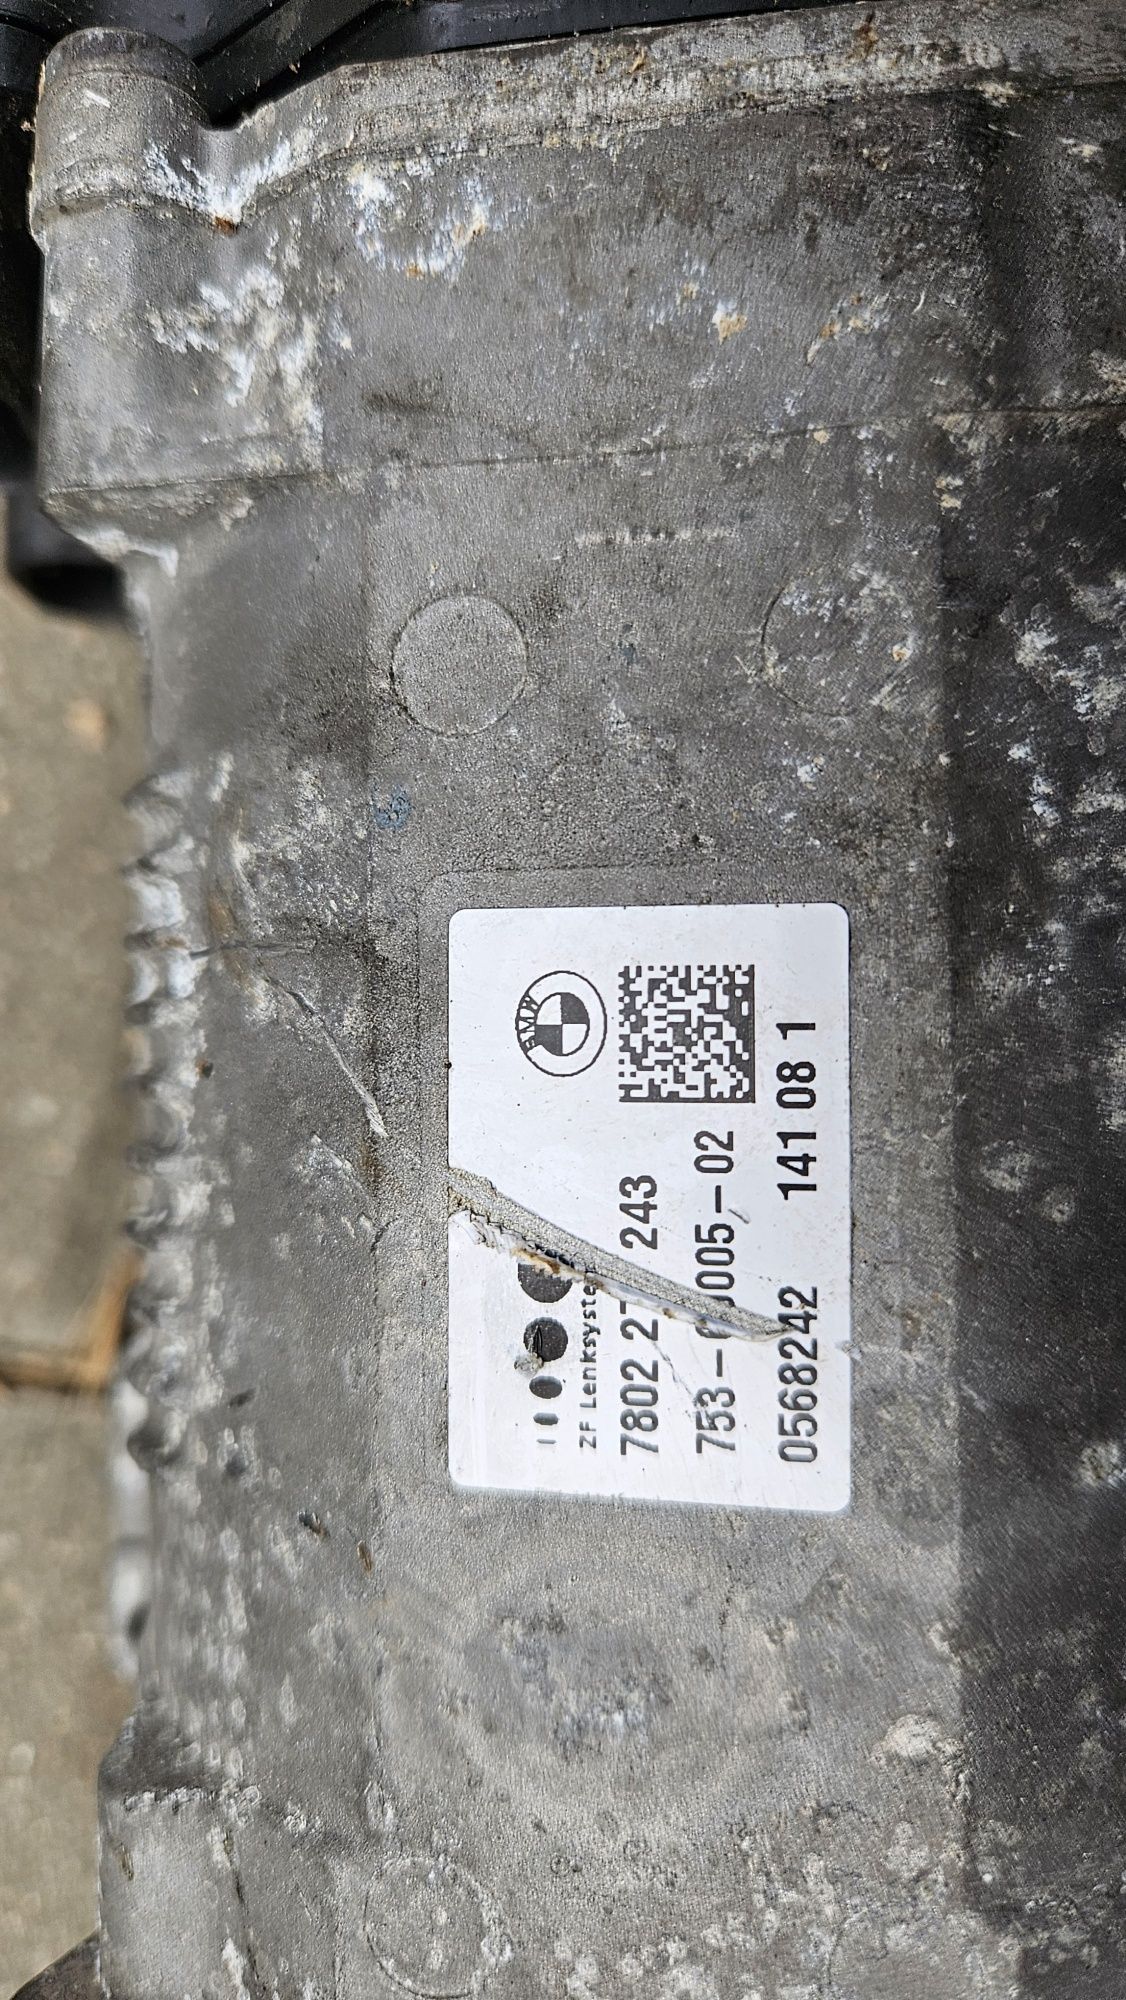 BMW
ZF Lenksyste
7802 2 243
753– 005–02
0568242 141 08 1